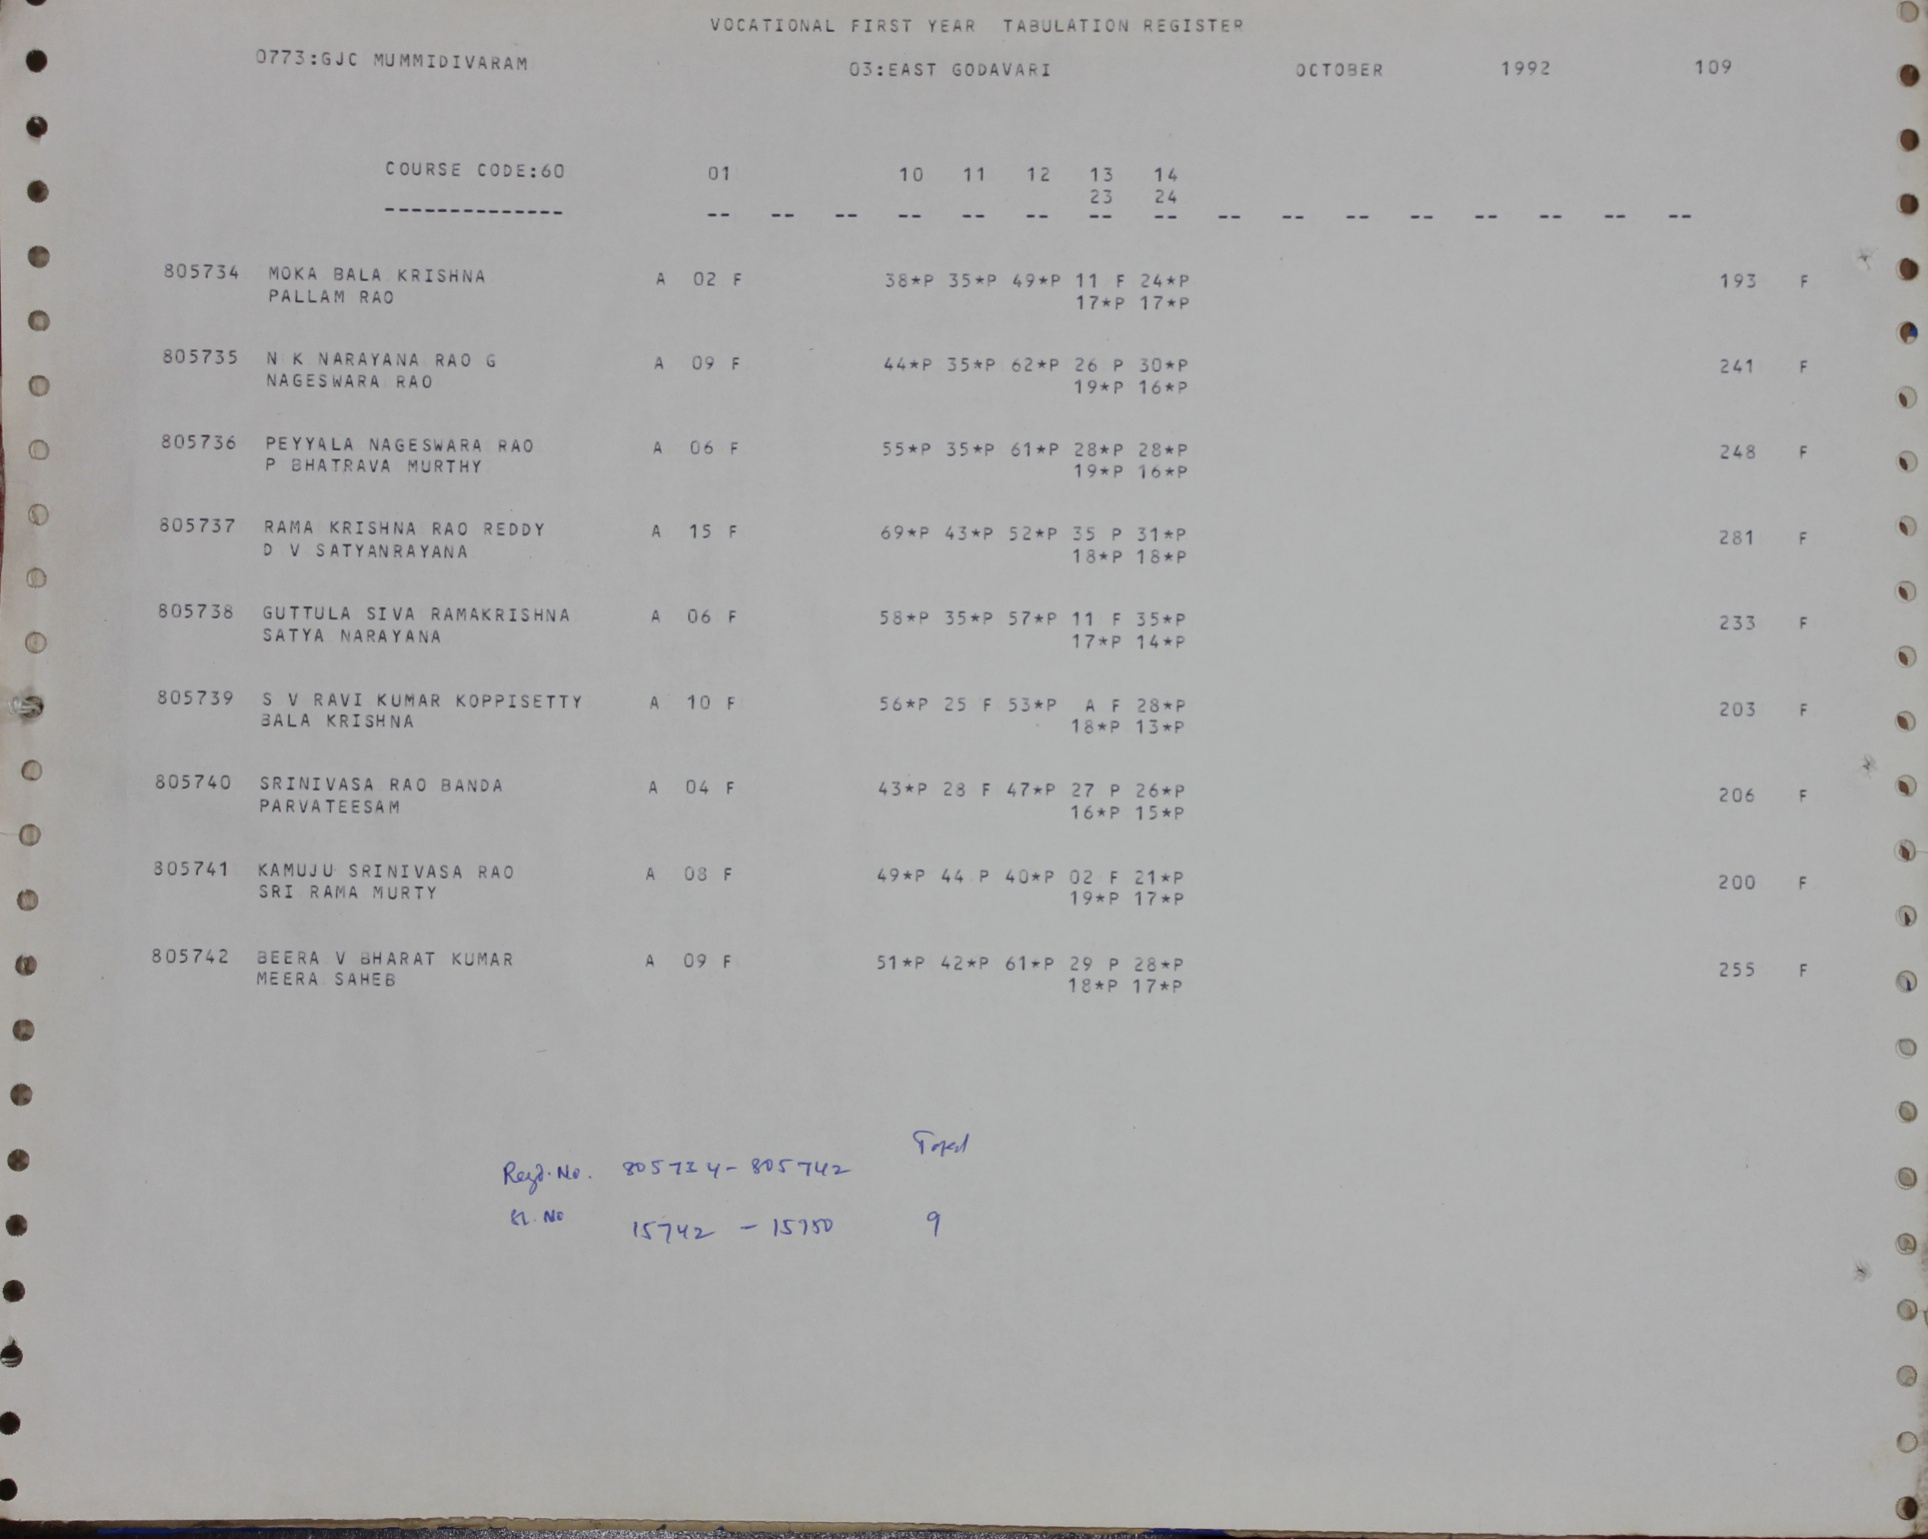 VOCATIONAL FIRST YEAR TABULATION REGISTER
0773:GJC MUMMIDIVARAM 03:EAST GODAVARI OCTOBER 1992 109
COURSE CODE:60 01 10 11 12 13 14
23 24
-------------- -- -- -- -- -- -- -- -- -- -- -- -- -- -- -- --
805734 MOKA BALA KRISHNA A 02 F 38*P 35*P 49*P 11 F 24*P 193 F
PALLAM RAO 17*P 17*P
805735 N K NARAYANA RAO G A 09 F 44*P 35*P 62*P 26 P 30*P 241 F
NAGESWARA RAO 19*P 16*P
805736 PEYYALA NAGESWARA RAO A 06 F 55*P 35*P 61*P 28*P 28*P 248 F
P BHATRAVA MURTHY 19*P 16*P
805737 RAMA KRISHNA RAO REDDY A 15 F 69*P 43*P 52*P 35 P 31*P 281 F
D V SATYANRAYANA 18*P 18*P
805738 GUTTULA SIVA RAMAKRISHNA A 06 F 58*P 35*P 57*P 11 F 35*P 233 F
SATYA NARAYANA 17*P 14*P
805739 S V RAVI KUMAR KOPPISETTY A 10 F 56*P 25 F 53*P A F 28*P 203 F
BALA KRISHNA 18*P 13*P
805740 SRINIVASA RAO BANDA A 04 F 43*P 28 F 47*P 27 P 26*P 206 F
PARVATEESAM 16*P 15*P
805741 KAMUJU SRINIVASA RAO A 08 F 49*P 44 P 40*P 02 F 21*P 200 F
SRI RAMA MURTY 19*P 17*P
805742 BEERA V BHARAT KUMAR A 09 F 51*P 42*P 61*P 29 P 28*P 255 F
MEERA SAHEB 18*P 17*P
Total
Regd. No. 805734 - 805742
Sl. No 15742 - 15750 9